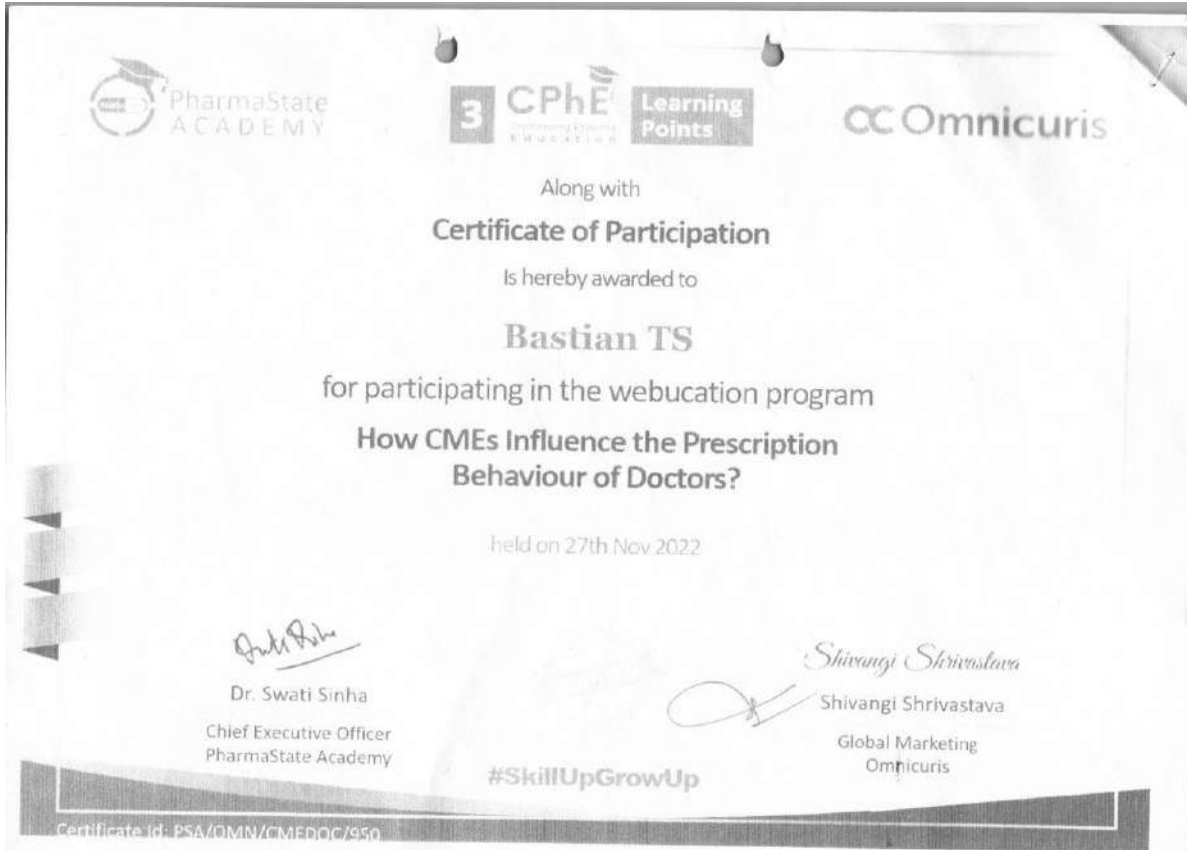 PharmaState
ACADEMY
3
CPhE
Education
Learning
Points
Omnicuris
Along with
Certificate of Participation
Is hereby awarded to
Bastian TS
for participating in the webucation program
How CMEs Influence the Prescription
Behaviour of Doctors?
held on 27th Nov 2022
Shivangi Shrivastava
Dr. Swati Sinha
Shivangi Shrivastava
Chief Executive Officer
PharmaState Academy
Global Marketing
Omnicuris
#SkillUpGrowUp
Certificate Id: PSA/OMN/CMEDOC/950